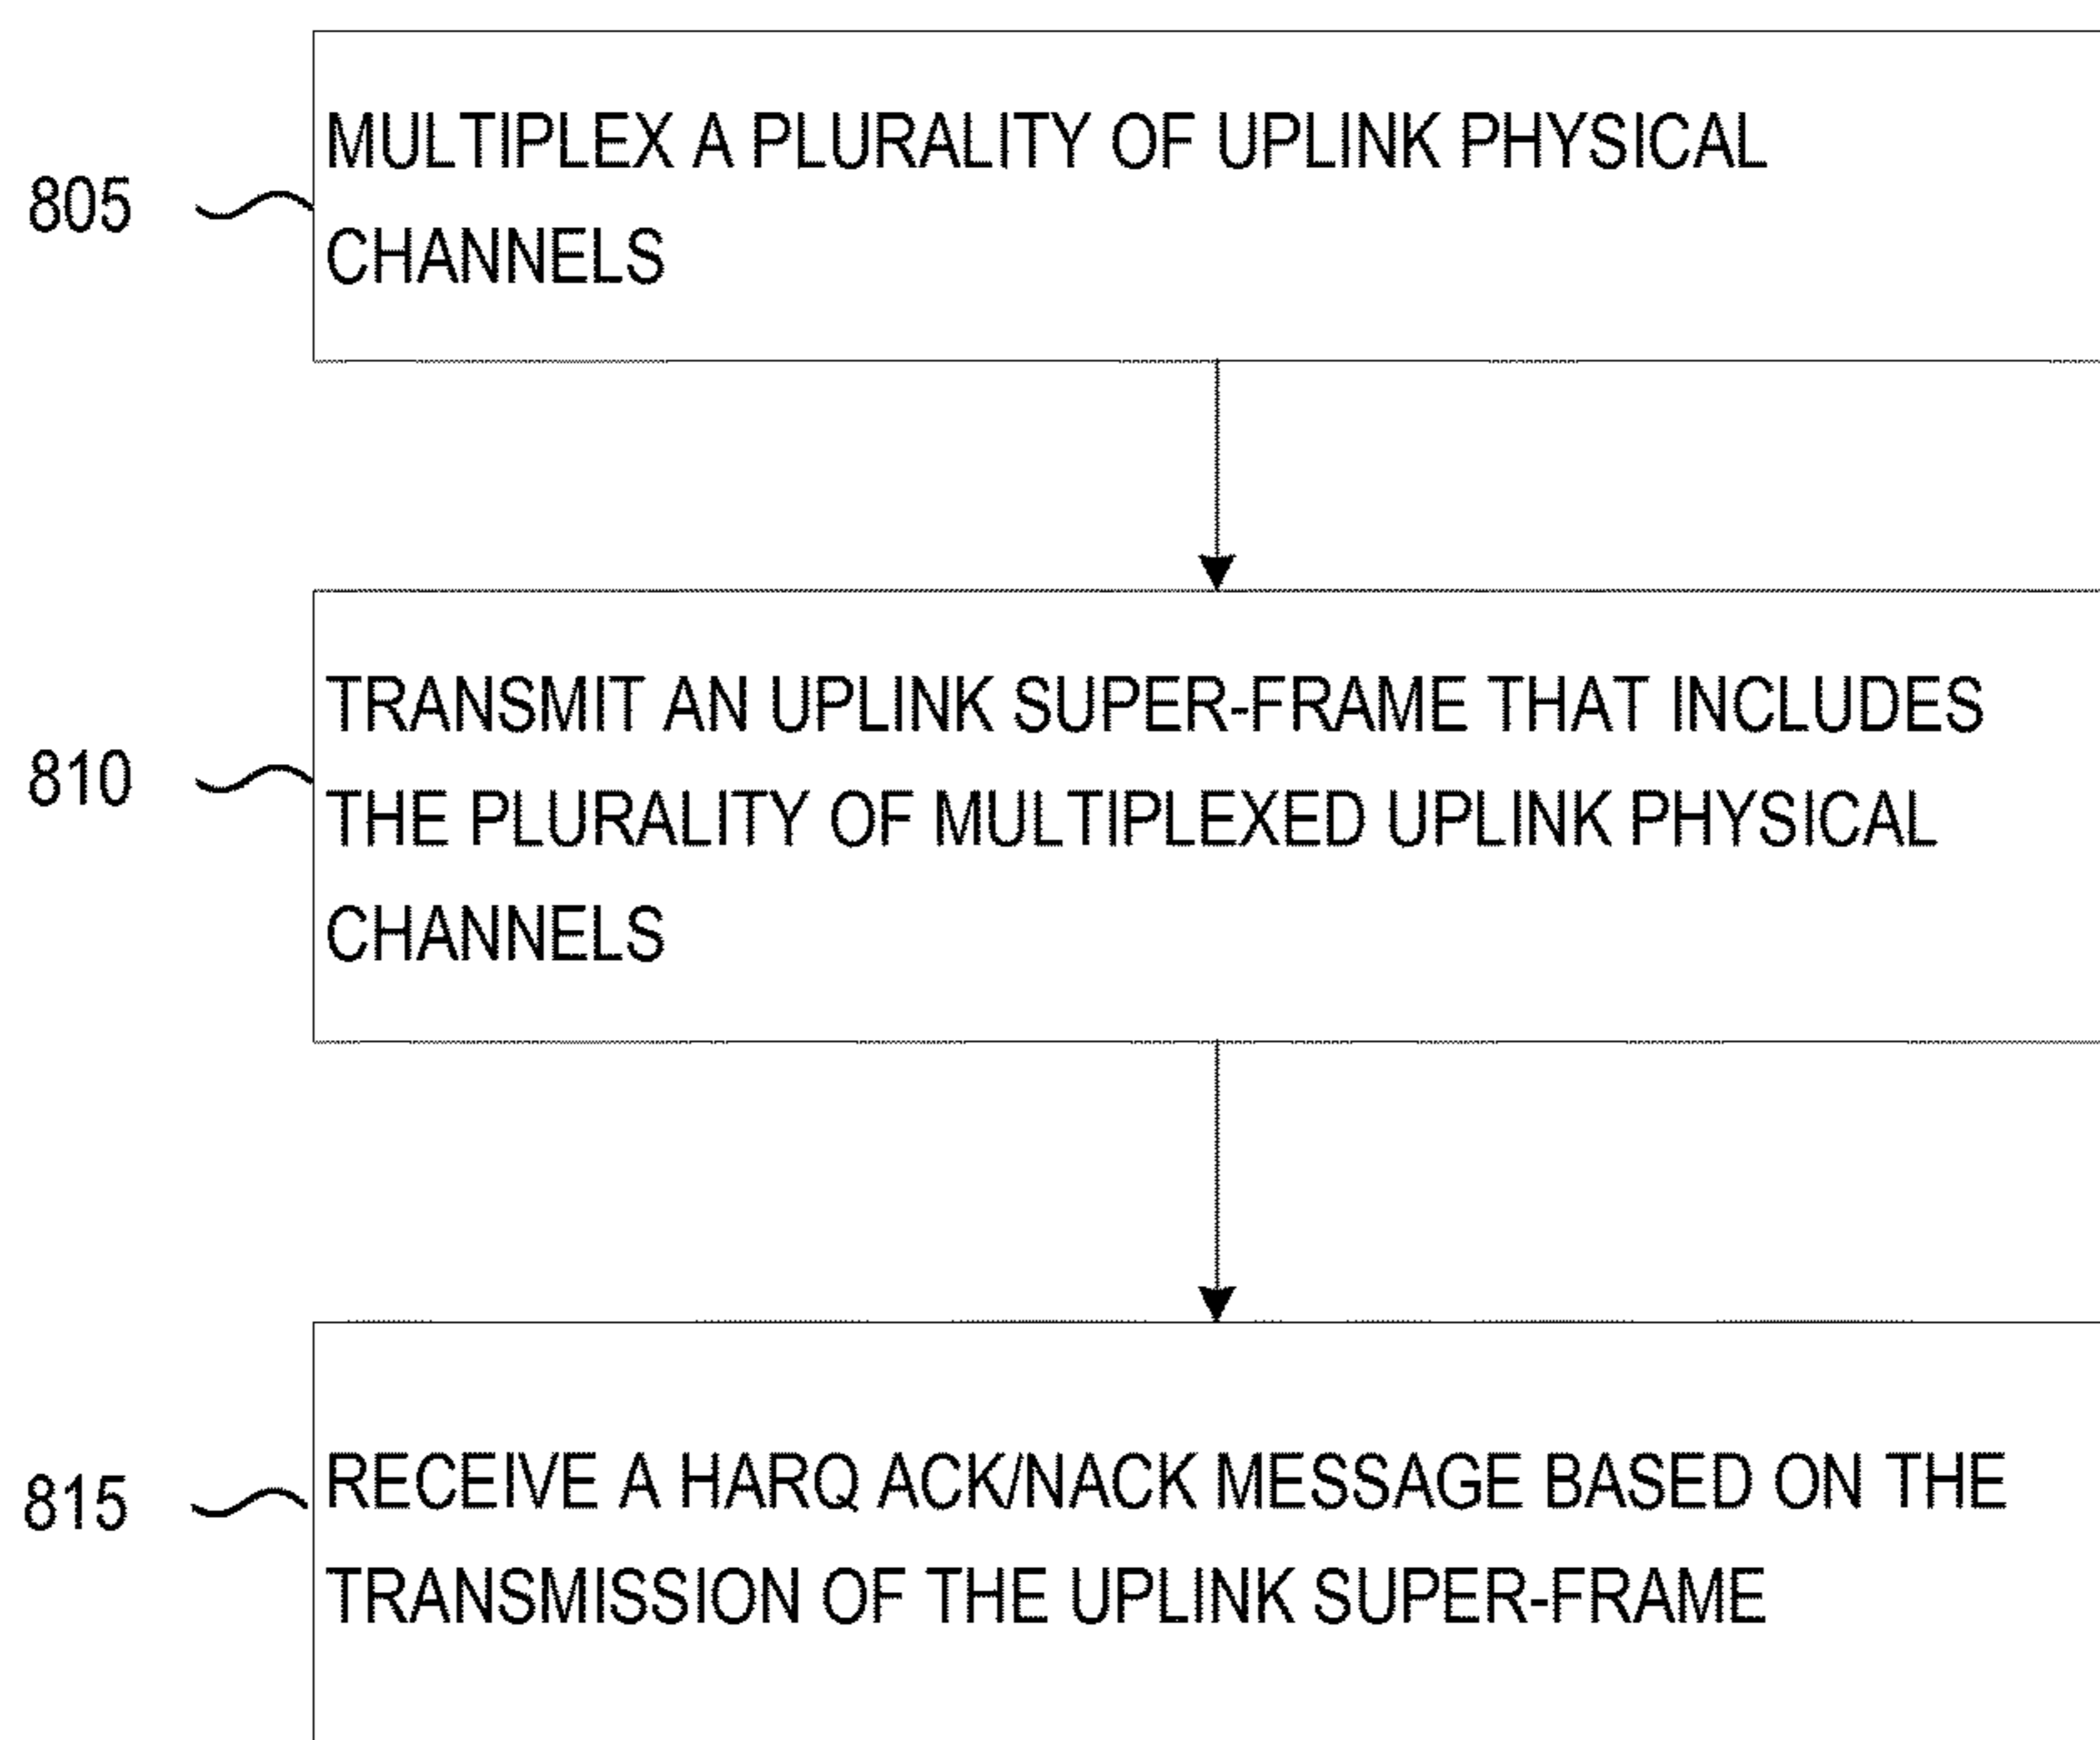 805
MULTIPLEX A PLURALITY OF UPLINK PHYSICAL
CHANNELS
810
TRANSMIT AN UPLINK SUPER-FRAME THAT INCLUDES
THE PLURALITY OF MULTIPLEXED UPLINK PHYSICAL
CHANNELS
815
RECEIVE A HARQ ACK/NACK MESSAGE BASED ON THE
TRANSMISSION OF THE UPLINK SUPER-FRAME